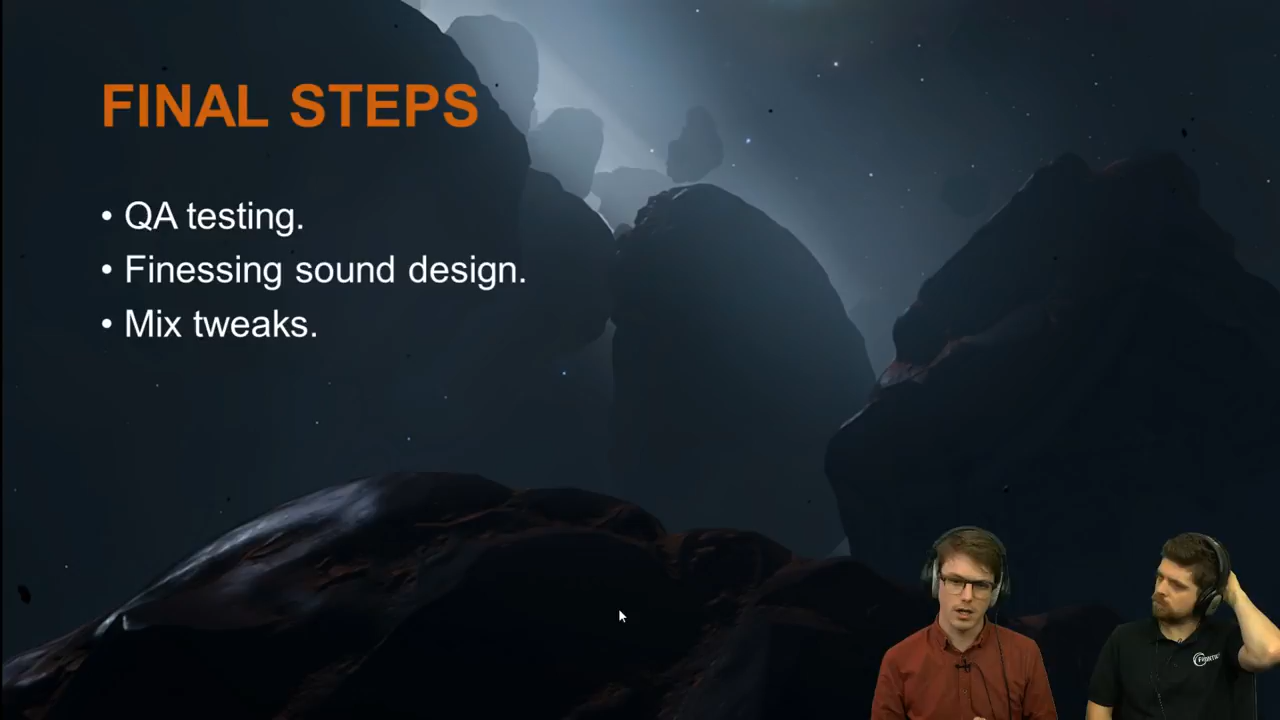 FINAL STEPS
• QA testing.
• Finessing sound design.
• Mix tweaks.